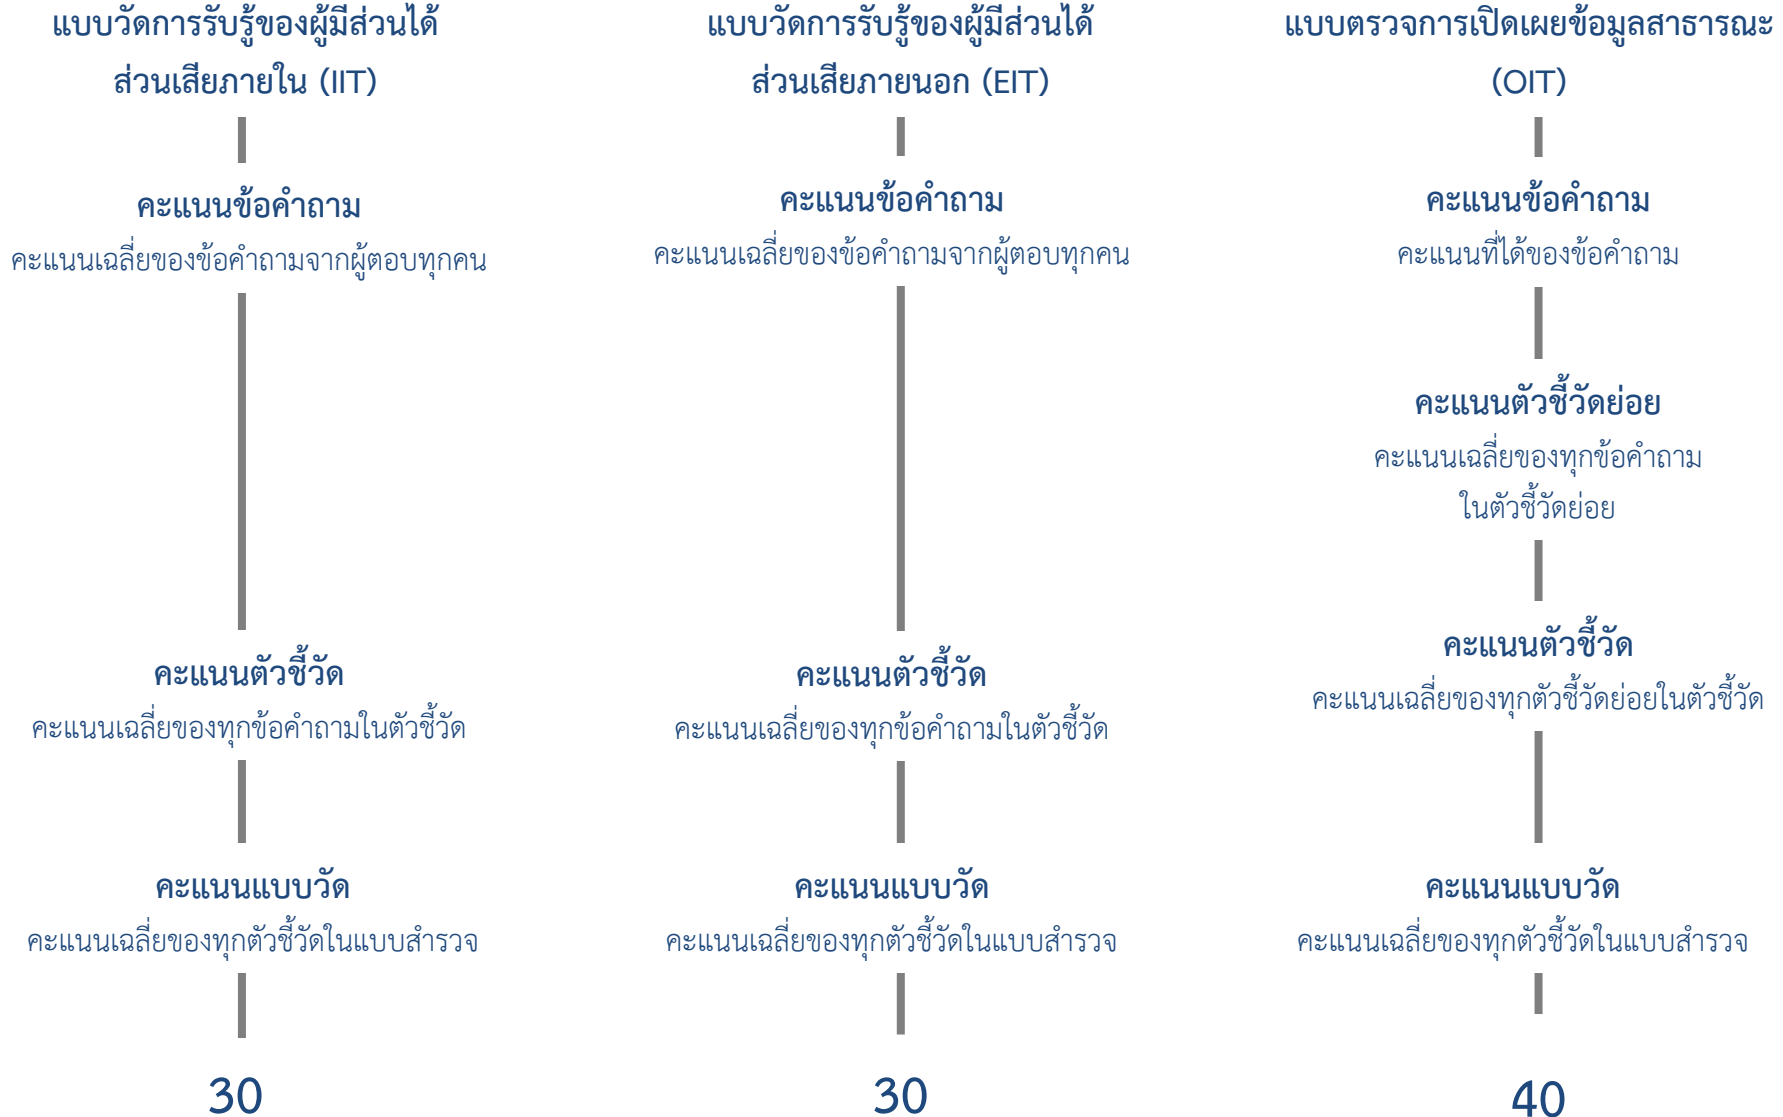 แบบวัดการรับรู้ของผู้มีส่วนได้
ส่วนเสียภายใน (IIT)
คะแนนข้อคำถาม
คะแนนเฉลี่ยของข้อคำถามจากผู้ตอบทุกคน
คะแนนตัวชี้วัด
คะแนนเฉลี่ยของทุกข้อคำถามในตัวชี้วัด
คะแนนแบบวัด
คะแนนเฉลี่ยของทุกตัวชี้วัดในแบบสำรวจ
30
แบบวัดการรับรู้ของผู้มีส่วนได้
ส่วนเสียภายนอก (EIT)
คะแนนข้อคำถาม
คะแนนเฉลี่ยของข้อคำถามจากผู้ตอบทุกคน
คะแนนตัวชี้วัด
คะแนนเฉลี่ยของทุกข้อคำถามในตัวชี้วัด
คะแนนแบบวัด
คะแนนเฉลี่ยของทุกตัวชี้วัดในแบบสำรวจ
30
แบบตรวจการเปิดเผยข้อมูลสาธารณะ
(OIT)
คะแนนข้อคำถาม
คะแนนที่ได้ของข้อคำถาม
คะแนนตัวชี้วัดย่อย
คะแนนเฉลี่ยของทุกข้อคำถาม
ในตัวชี้วัดย่อย
คะแนนตัวชี้วัด
คะแนนเฉลี่ยของทุกตัวชี้วัดย่อยในตัวชี้วัด
คะแนนแบบวัด
คะแนนเฉลี่ยของทุกตัวชี้วัดในแบบสำรวจ
40